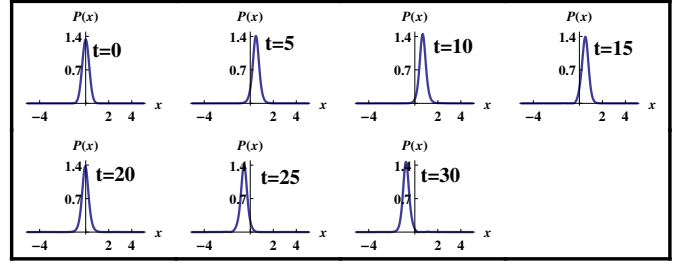 P(x) P(x) P(x) P(x)
1.4 t=0 1.4 t=5 1.4 t=10 1.4 t=15
0.7 0.7 0.7 0.7
−4 2 4 x −4 2 4 x −4 2 4 x −4 2 4 x
P(x) P(x) P(x)
1.4 t=20 1.4 t=25 1.4 t=30
0.7 0.7 0.7
−4 2 4 x −4 2 4 x −4 2 4 x